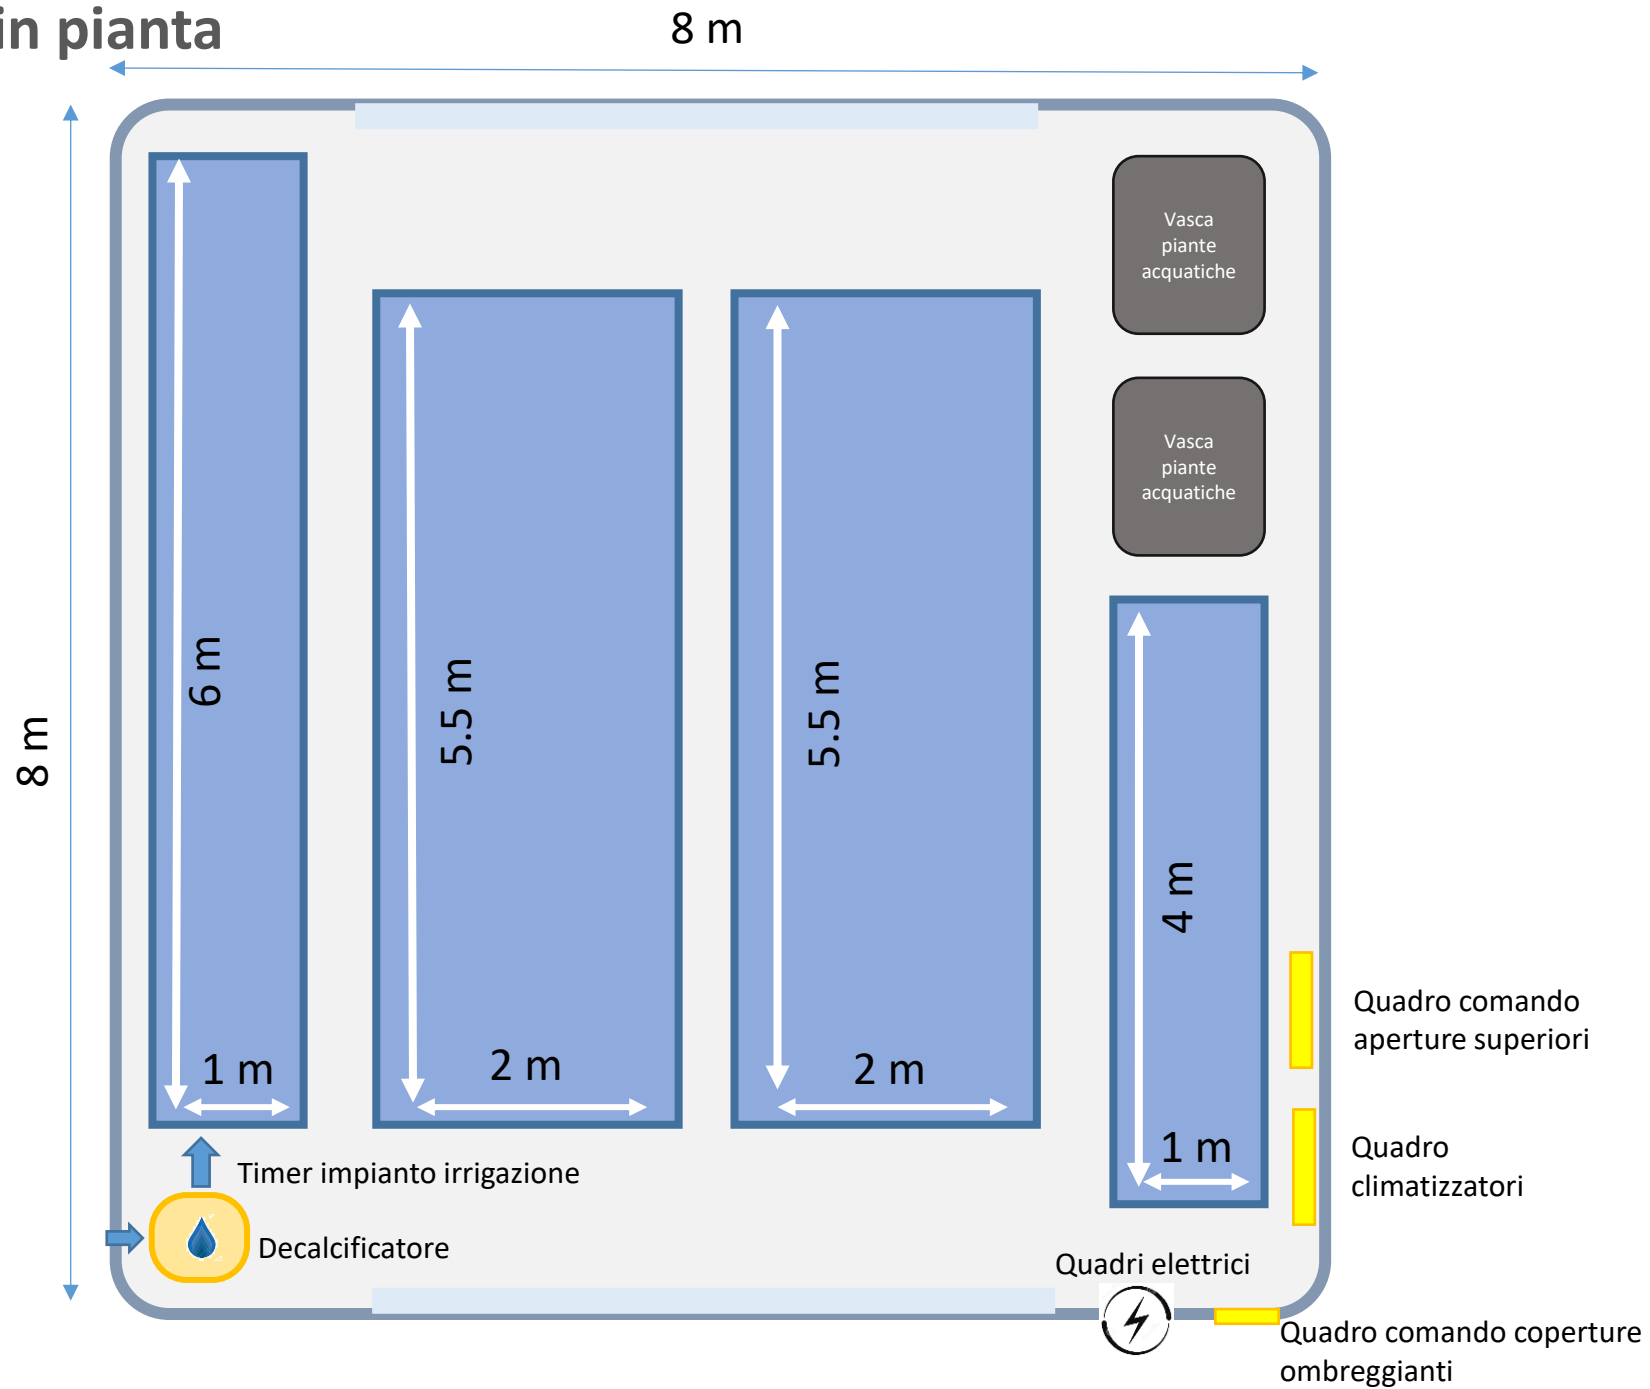 in pianta
8 m
8 m
Vasca
piante
acquatiche
Vasca
piante
acquatiche
6 m
5.5 m
5.5 m
4 m
1 m
2 m
2 m
1 m
Quadro comando
aperture superiori
Quadro
climatizzatori
Timer impianto irrigazione
Decalcificatore
Quadri elettrici
Quadro comando coperture
ombreggianti